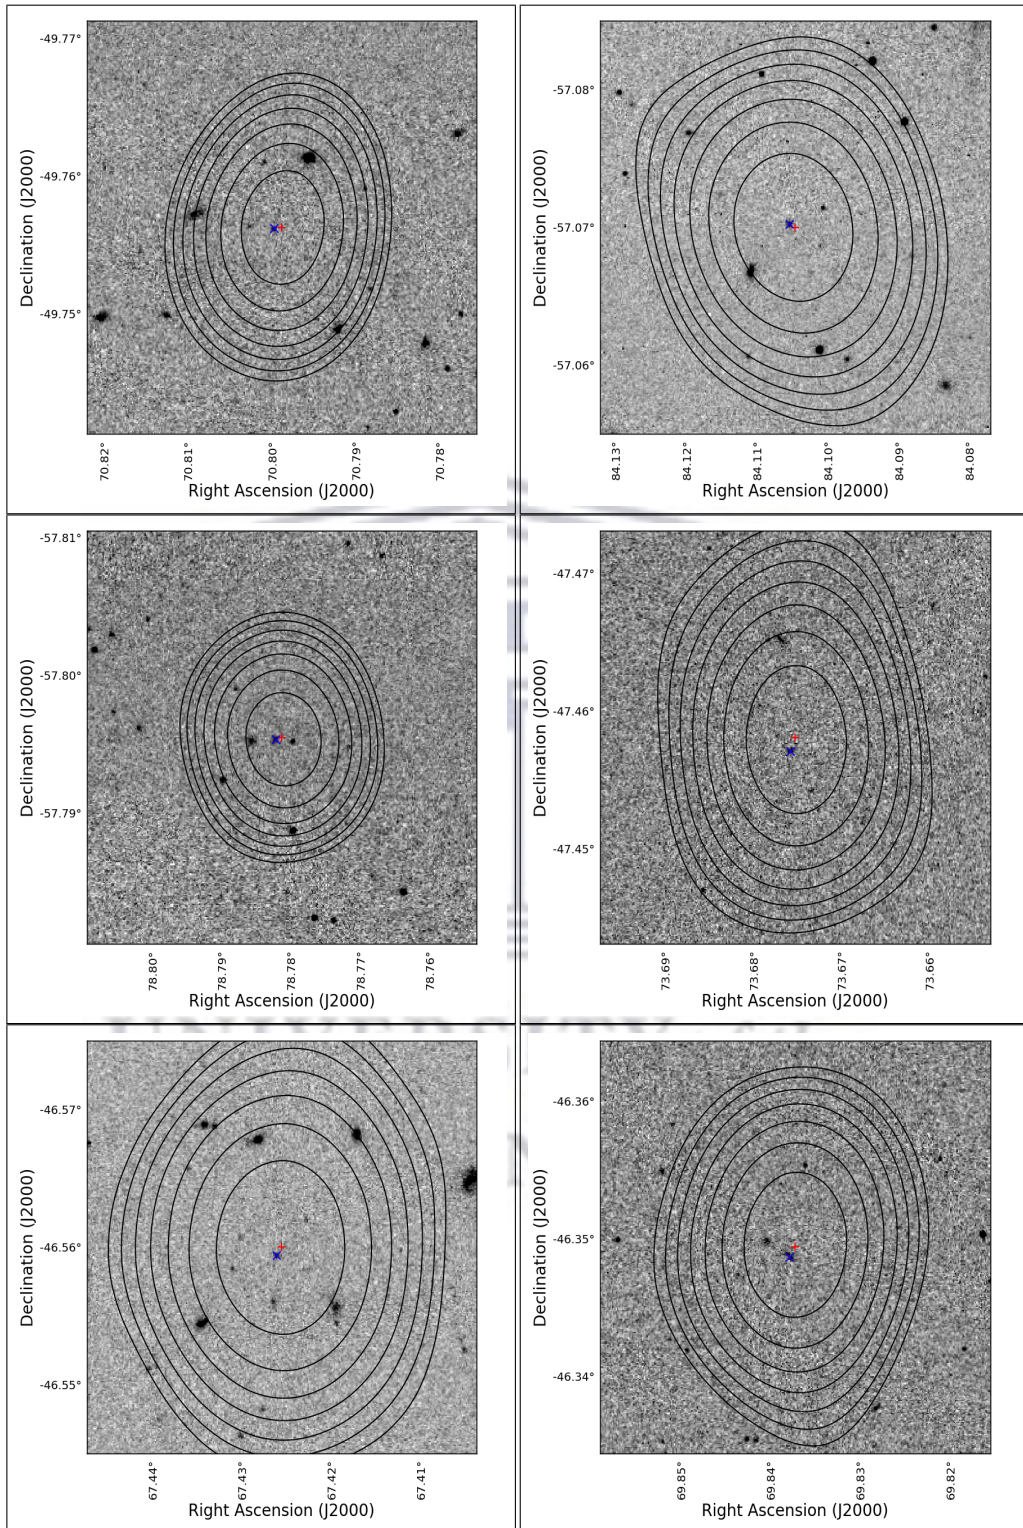 -49.77°
-49.76°
-49.75°
Declination (J2000)
70.82° 70.81° 70.80° 70.79° 70.78°
Right Ascension (J2000)
-57.08°
-57.07°
-57.06°
Declination (J2000)
84.13° 84.12° 84.11° 84.10° 84.09° 84.08°
Right Ascension (J2000)
-57.81°
-57.80°
-57.79°
Declination (J2000)
78.80° 78.79° 78.78° 78.77° 78.76°
Right Ascension (J2000)
-47.47°
-47.46°
-47.45°
Declination (J2000)
73.69° 73.68° 73.67° 73.66°
Right Ascension (J2000)
-46.57°
-46.56°
-46.55°
Declination (J2000)
67.44° 67.43° 67.42° 67.41°
Right Ascension (J2000)
-46.36°
-46.35°
-46.34°
Declination (J2000)
69.85° 69.84° 69.83° 69.82°
Right Ascension (J2000)